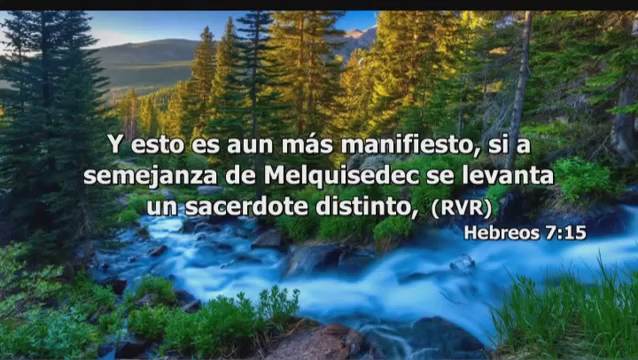 Y esto es aun más manifiesto, si a
semejanza de Melquisedec se levanta
un sacerdote distinto, (RVR)
Hebreos 7:15